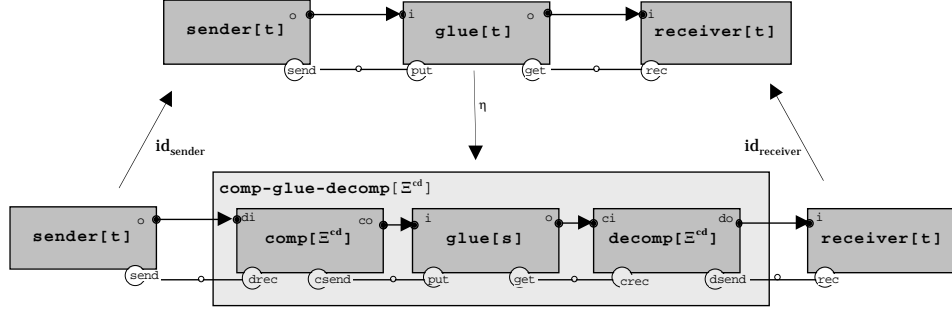 o i o i
sender[t] glue[t] receiver[t]
send put get rec
η
id_sender id_receiver
comp-glue-decomp[Ξ^cd]
o di co i o ci do i
sender[t] comp[Ξ^cd] glue[s] decomp[Ξ^cd] receiver[t]
send drec csend put get crec dsend rec